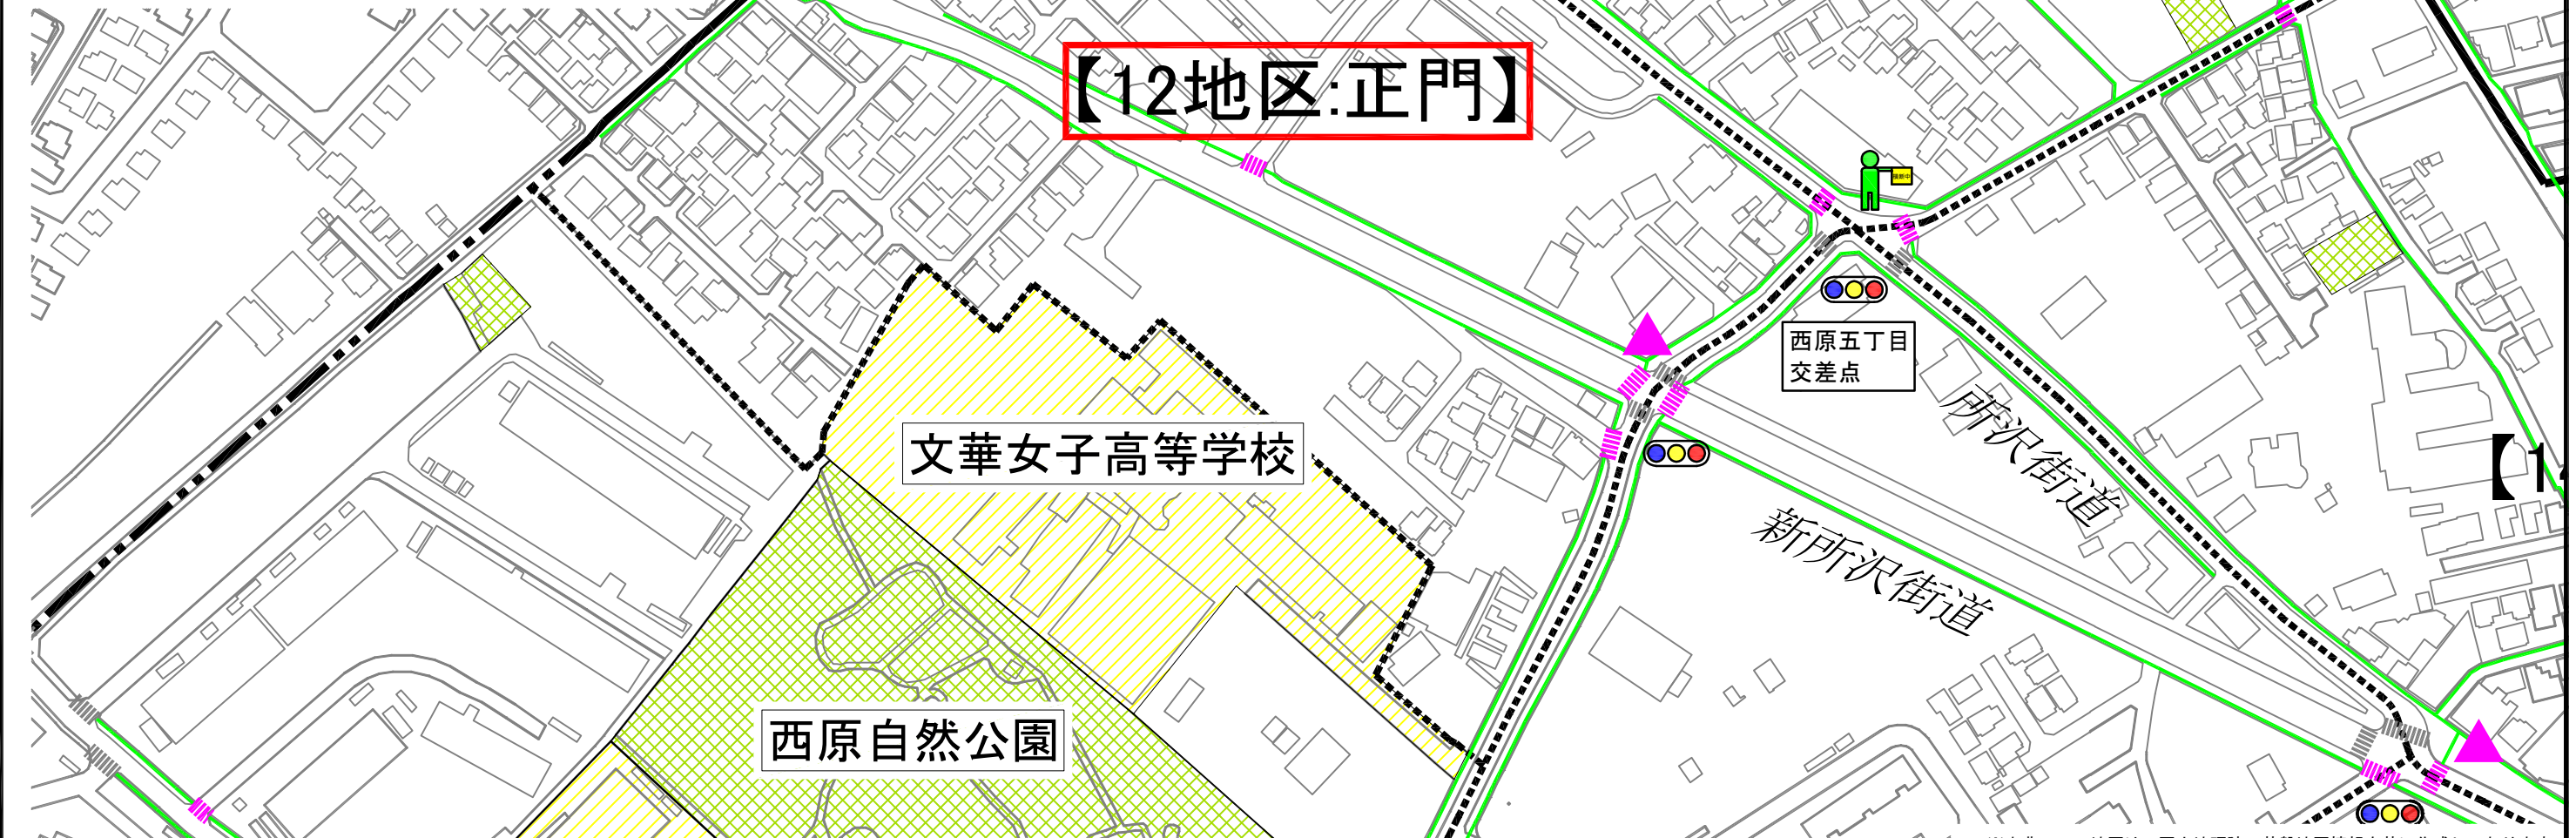 【12地区:正門】
西原五丁目
交差点
所沢街道
【1
文華女子高等学校
新所沢街道
西原自然公園